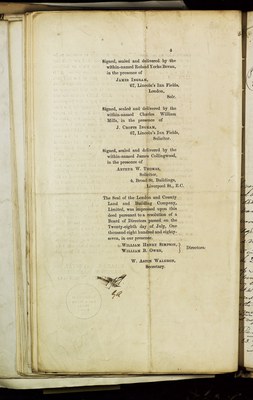 Signed, sealed and delivered by the
within-named Roland Yorke Bevan,
in the presence of
James Ingram,
67, Lincoln's Inn Fields,
London,
Sols.
Signed, sealed and delivered by the
within-named Charles William
Mills, in the presence of
J. Ingram,
67, Lincoln's Inn Fields,
Solicitor.
Signed, sealed and delivered by the
within-named James Collingwood,
in the presence of
Arthur W. Thomas,
Solicitor,
4, Broad St. Buildings,
Liverpool St., E.C.
The Seal of the London and County
Land and Building Company,
Limited, was impressed upon this
deed pursuant to a resolution of a
Board of Directors passed on the
Twenty-eighth day of July, One
thousand eight hundred and eighty-
seven, in our presence.
William Henry Simpson,
William B. Owen,
Directors
W. Walrond,
Secretary.